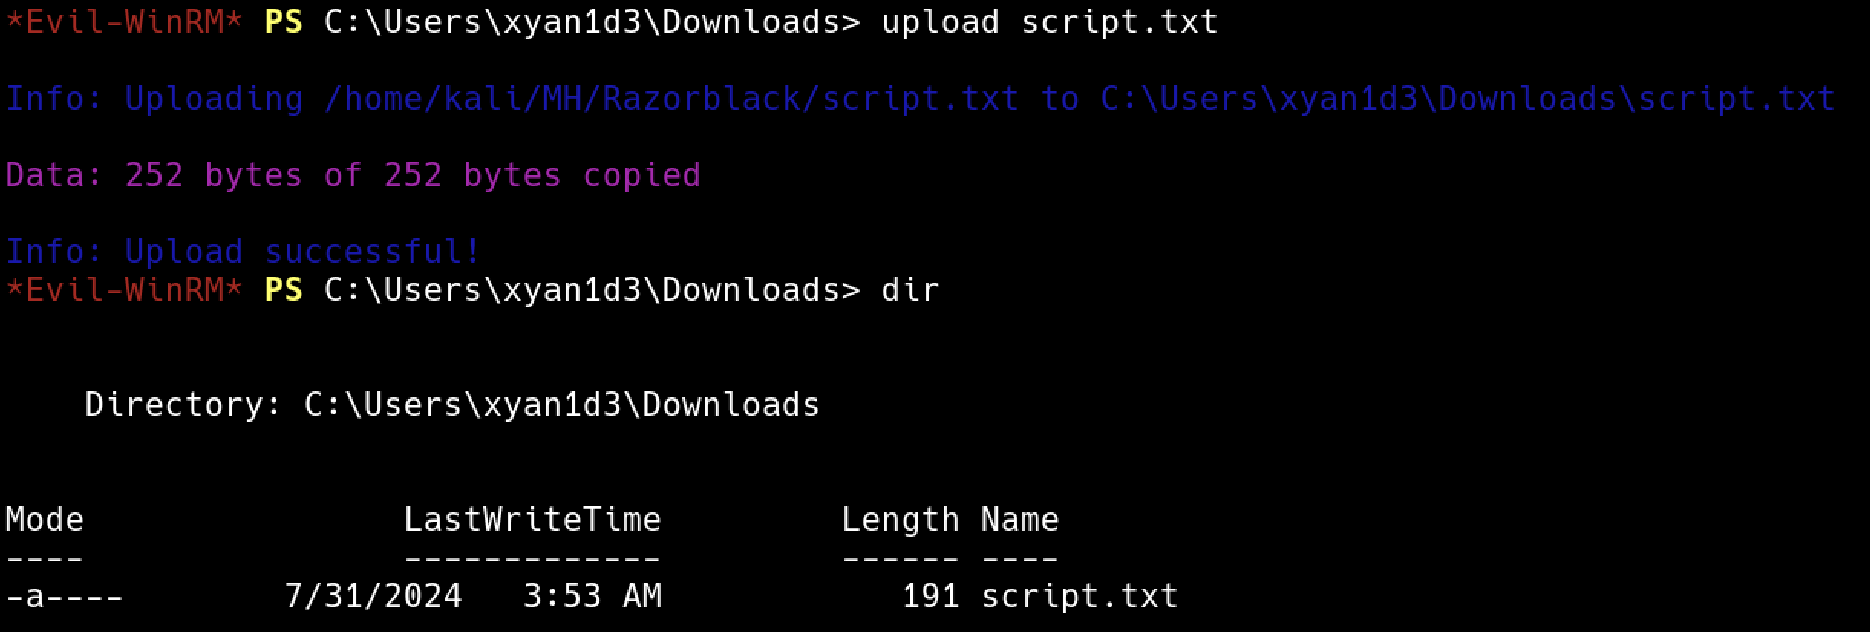 *Evil-WinRM* PS C:\Users\xyan1d3\Downloads> upload script.txt
Info: Uploading /home/kali/MH/Razorblack/script.txt to C:\Users\xyan1d3\Downloads\script.txt
Data: 252 bytes of 252 bytes copied
Info: Upload successful!
*Evil-WinRM* PS C:\Users\xyan1d3\Downloads> dir
    Directory: C:\Users\xyan1d3\Downloads
Mode                LastWriteTime         Length Name
----                -------------         ------ ----
-a----        7/31/2024   3:53 AM            191 script.txt